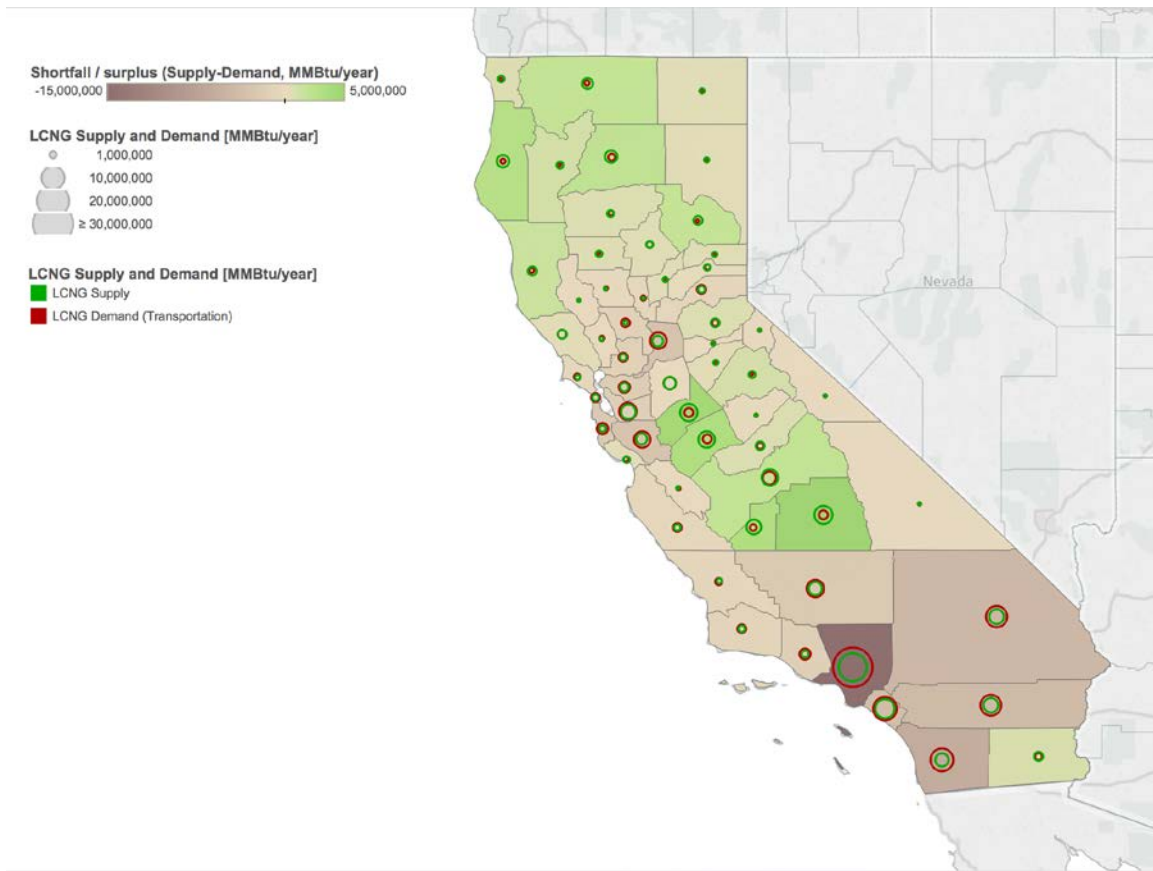 Shortfall / surplus (Supply-Demand, MMBtu/year)
-15,000,000 5,000,000
LCNG Supply and Demand [MMBtu/year]
1,000,000
10,000,000
20,000,000
≥ 30,000,000
LCNG Supply and Demand [MMBtu/year]
LCNG Supply
LCNG Demand (Transportation)
Nevada